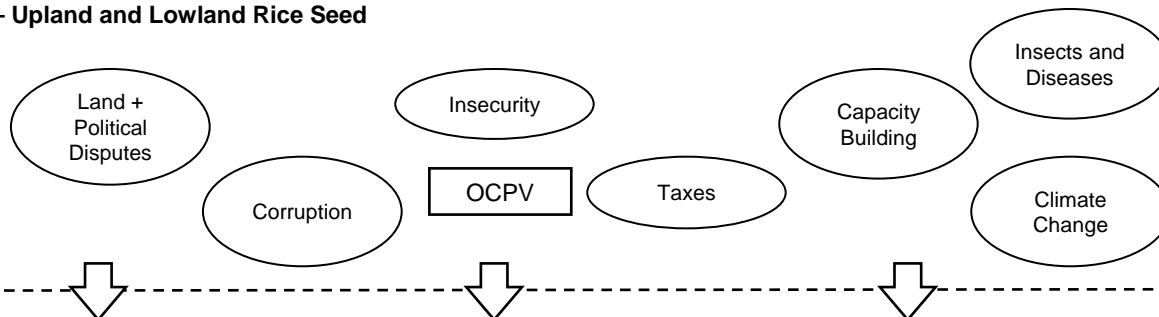 - Upland and Lowland Rice Seed
Insects and
Diseases
Land +
Political
Disputes
Insecurity
Capacity
Building
OCPV
Taxes
Corruption
Climate
Change